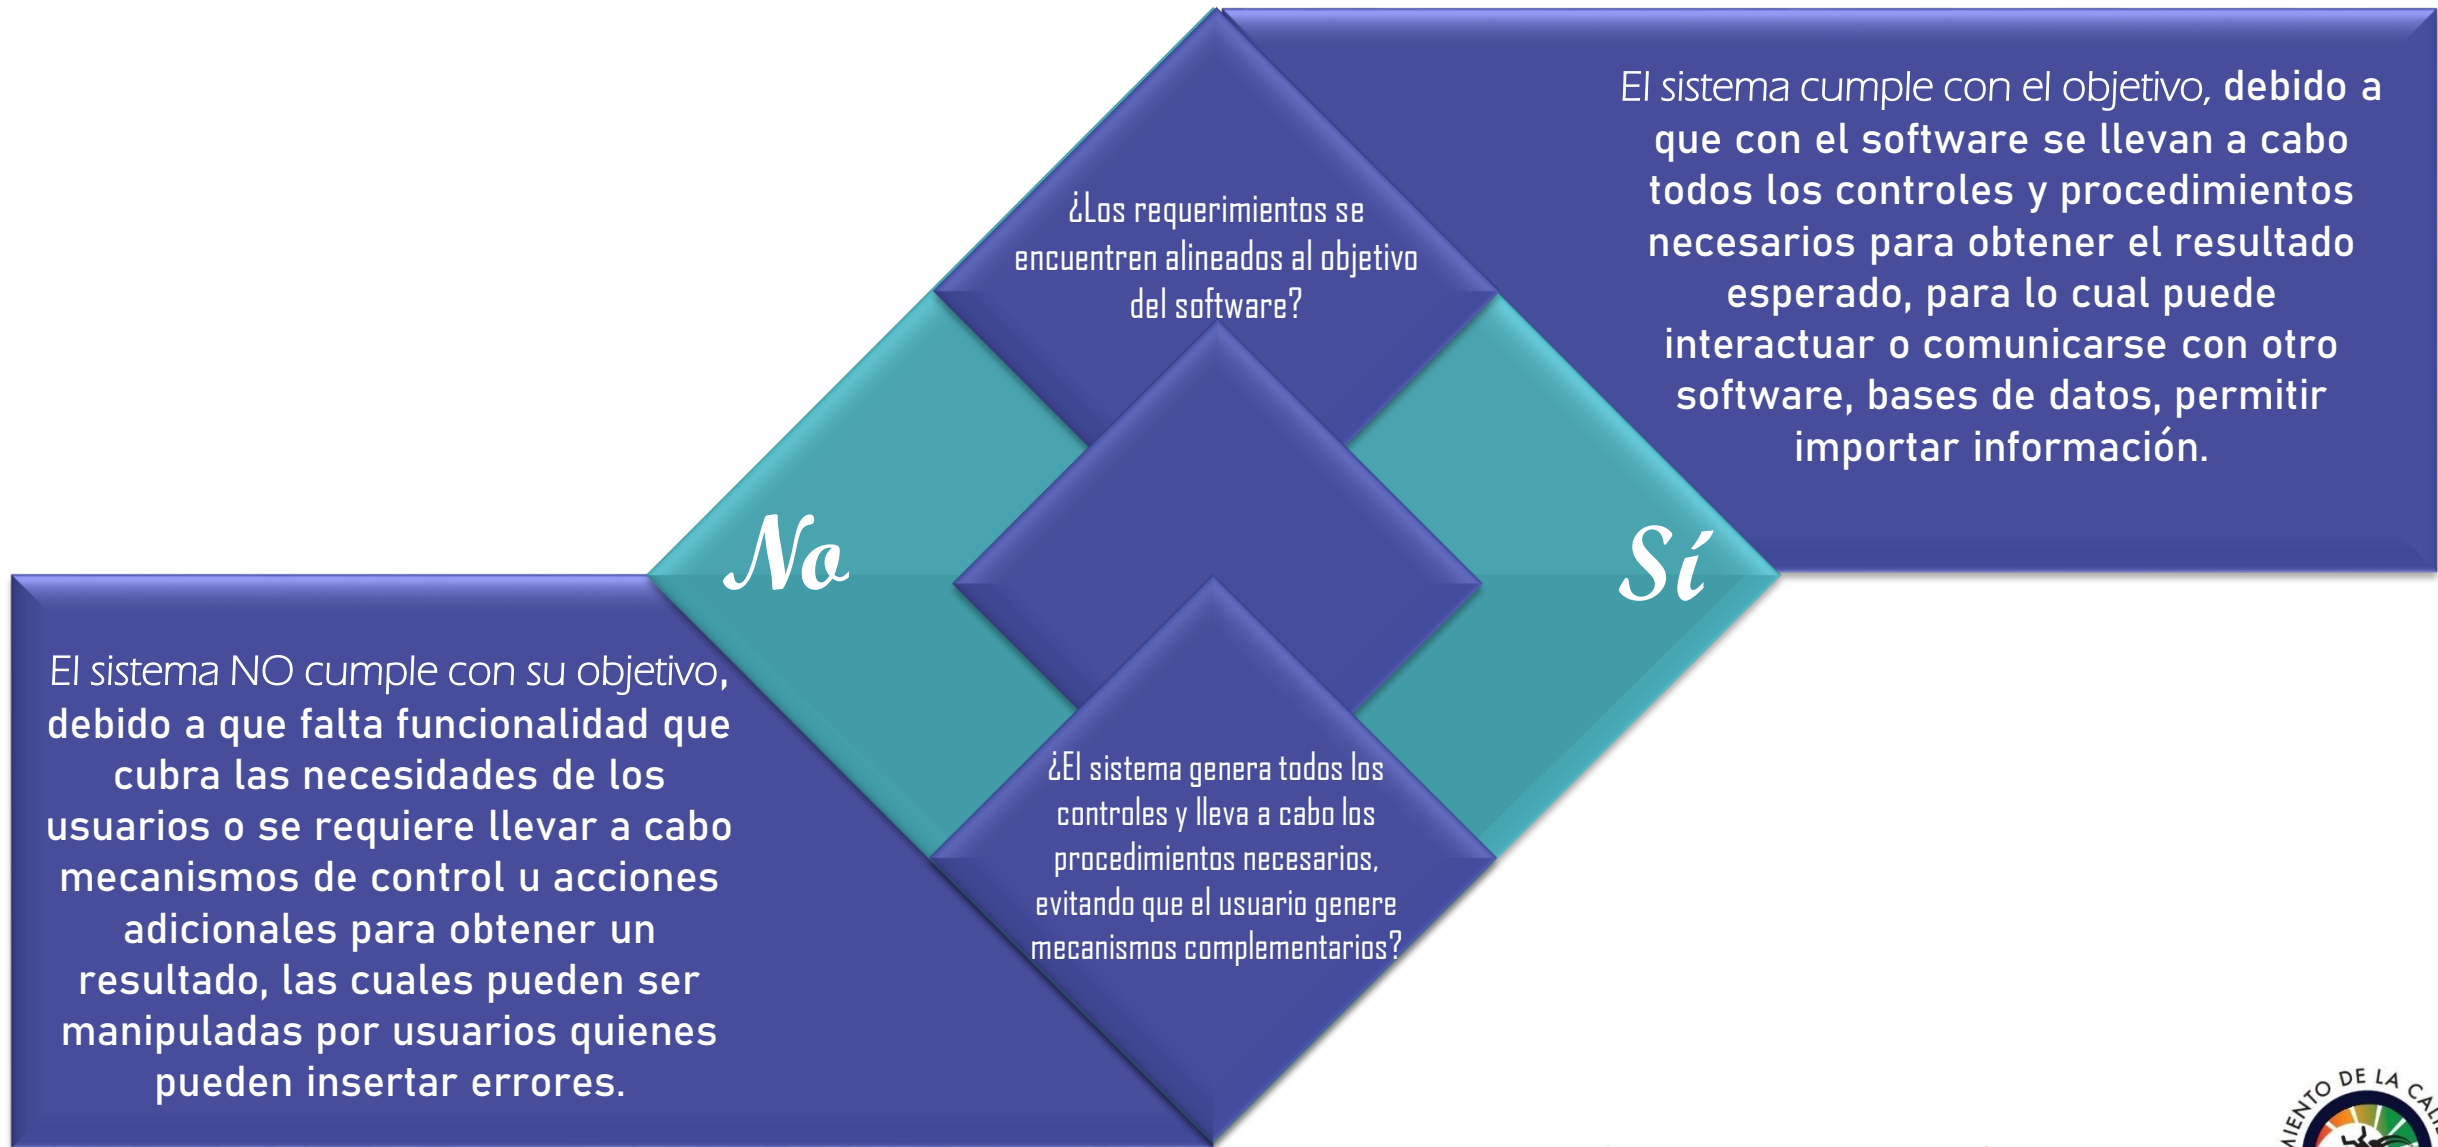 ¿Los requerimientos se
encuentren alineados al objetivo
del software?
El sistema cumple con el objetivo, debido a
que con el software se llevan a cabo
todos los controles y procedimientos
necesarios para obtener el resultado
esperado, para lo cual puede
interactuar o comunicarse con otro
software, bases de datos, permitir
importar información.
No
Sí
El sistema NO cumple con su objetivo,
debido a que falta funcionalidad que
cubra las necesidades de los
usuarios o se requiere llevar a cabo
mecanismos de control u acciones
adicionales para obtener un
resultado, las cuales pueden ser
manipuladas por usuarios quienes
pueden insertar errores.
¿El sistema genera todos los
controles y lleva a cabo los
procedimientos necesarios,
evitando que el usuario genere
mecanismos complementarios?
DE LA